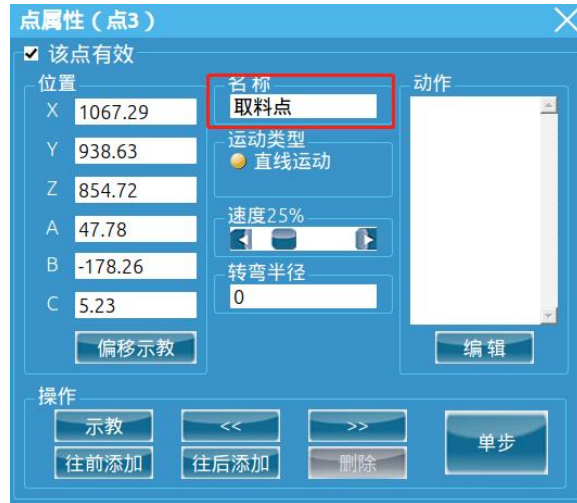 点属性（点3）
该点有效
位置
X 1067.29
Y 938.63
Z 854.72
A 47.78
B -178.26
C 5.23
偏移示教
名称
取料点
运动类型
直线运动
速度25%
转弯半径
0
动作
编辑
操作
示教 << >> 单步
往前添加 往后添加 删除